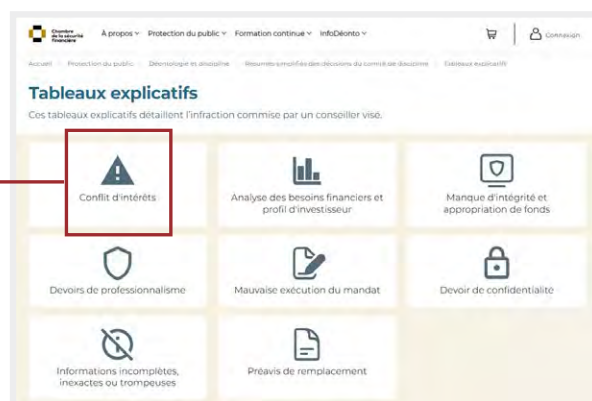 Chambre
de la sécurité
financière
À propos Protection du public Formation continue InfoDéonto
Connexion
Accueil Protection du public Déontologie et discipline Résumés simplifiés des décisions du comité de discipline Tableaux explicatifs
Tableaux explicatifs
Ces tableaux explicatifs détaillent l'infraction commise par un conseiller visé.
Conflit d'intérêts
Analyse des besoins financiers et
profil d'investisseur
Manque d'intégrité et
appropriation de fonds
Devoirs de professionnalisme
Mauvaise exécution du mandat
Devoir de confidentialité
Informations incomplètes,
inexactes ou trompeuses
Préavis de remplacement